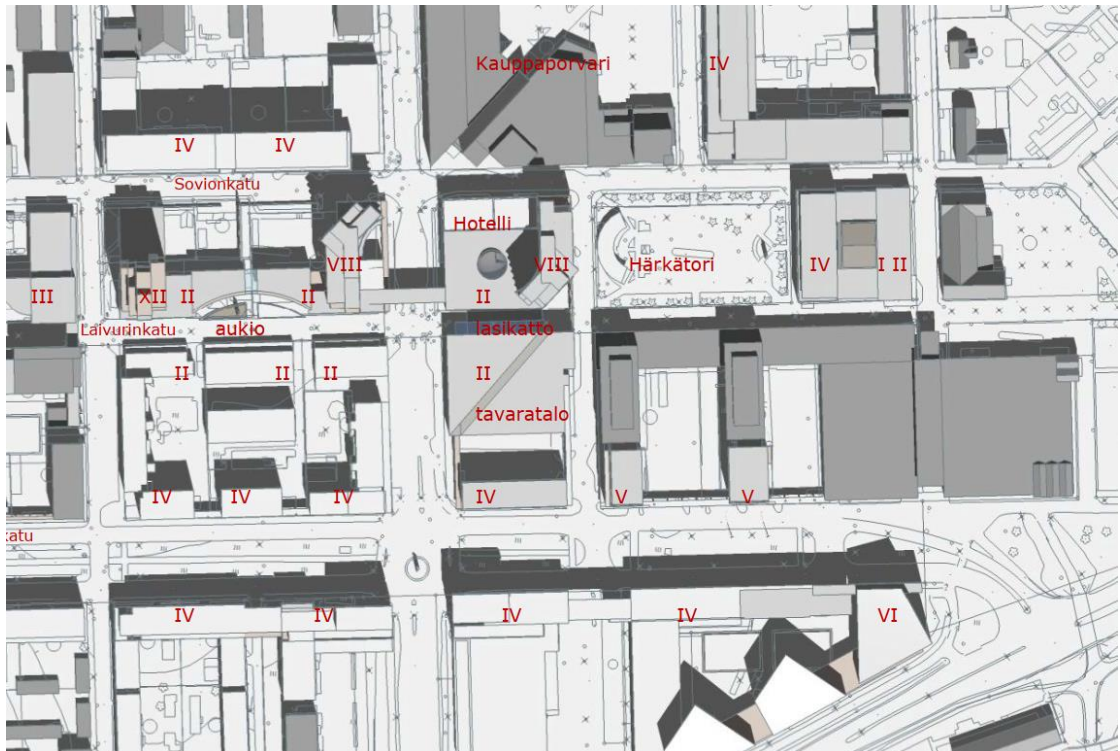 Kauppaporvari
IV
IV
IV
Sovionkatu
Hotelli
VIII
VIII
Härkätori
IV
I II
III
XII
II
II
II
Laivurinkatu
aukio
lasikatto
II
II
II
II
tavaratalo
IV
IV
IV
IV
V
V
katu
IV
IV
IV
IV
VI